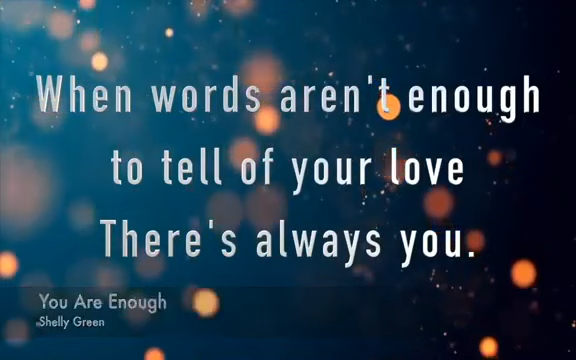 When words aren't enough
to tell of your love
There's always you.
You Are Enough
Shelly Green